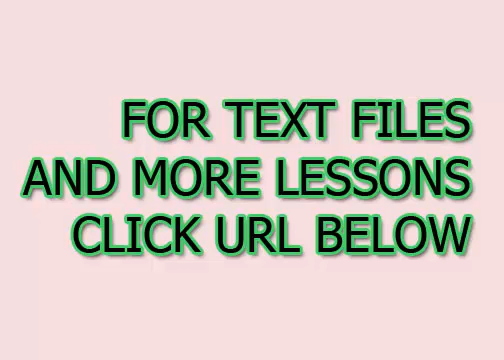 FOR TEXT FILES
AND MORE LESSONS
CLICK URL BELOW